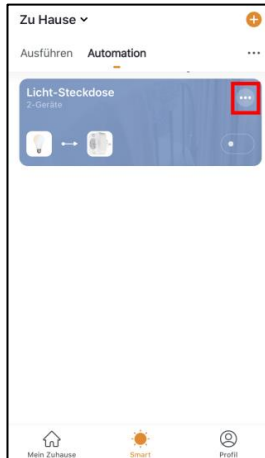 Zu Hause
Ausführen Automation
Licht-Steckdose
2-Geräte
Mein Zuhause Smart Profil